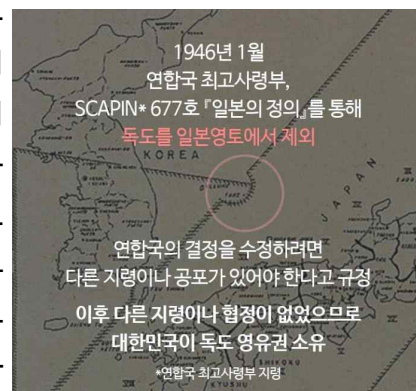 1946년 1월
연합국 최고사령부,
SCAPIN* 677호 『일본의 정의』를 통해
독도를 일본영토에서 제외
KOREA
JAPAN
연합국의 결정을 수정하려면
다른 지령이나 공포가 있어야 한다고 규정
이후 다른 지령이나 협정이 없었으므로
대한민국이 독도 영유권 소유
SHIKOKU
*연합국 최고사령부 지령
KYUSHU